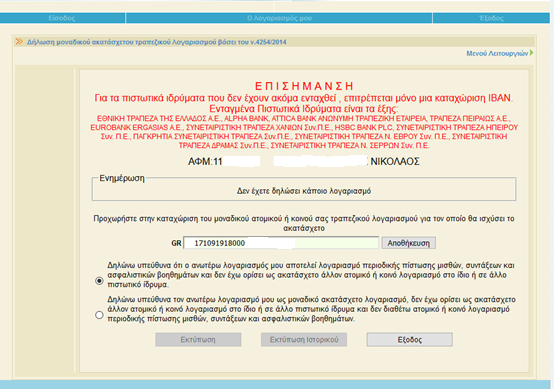 Είσοδος Ο λογαριασμός μου Έξοδος
Δήλωση μοναδικού ακατάσχετου τραπεζικού Λογαριασμού βάσει του ν.4254/2014
Μενού Λειτουργιών
Ε Π Ι Σ Η Μ Α Ν Σ Η
Για τα πιστωτικά ιδρύματα που δεν έχουν ακόμα ενταχθεί , επιτρέπεται μόνο μια καταχώριση IBAN.
Ενταγμένα Πιστωτικά Ιδρύματα είναι τα έξης:
ΕΘΝΙΚΗ ΤΡΑΠΕΖΑ ΤΗΣ ΕΛΛΑΔΟΣ Α.Ε., ALPHA BANK, ATTICA BANK ΑΝΩΝΥΜΗ ΤΡΑΠΕΖΙΚΗ ΕΤΑΙΡΕΙΑ, ΤΡΑΠΕΖΑ ΠΕΙΡΑΙΩΣ Α.Ε.,
EUROBANK ERGASIAS Α.Ε., ΣΥΝΕΤΑΙΡΙΣΤΙΚΗ ΤΡΑΠΕΖΑ ΧΑΝΙΩΝ Συν.Π.Ε., HSBC BANK PLC, ΣΥΝΕΤΑΙΡΙΣΤΙΚΗ ΤΡΑΠΕΖΑ ΗΠΕΙΡΟΥ
Συν. Π.Ε., ΠΑΓΚΡΗΤΙΑ ΣΥΝΕΤΑΙΡΙΣΤΙΚΗ ΤΡΑΠΕΖΑ Συν.Π.Ε., ΣΥΝΕΤΑΙΡΙΣΤΙΚΗ ΤΡΑΠΕΖΑ Ν. ΕΒΡΟΥ Συν. Π.Ε., ΣΥΝΕΤΑΙΡΙΣΤΙΚΗ
ΤΡΑΠΕΖΑ ΔΡΑΜΑΣ Συν.Π.Ε., ΣΥΝΕΤΑΙΡΙΣΤΙΚΗ ΤΡΑΠΕΖΑ Ν. ΣΕΡΡΩΝ Συν. Π.Ε.
ΑΦΜ:11 ΝΙΚΟΛΑΟΣ
Ενημέρωση
Δεν έχετε δηλώσει κάποιο λογαριασμό
Προχωρήστε στην καταχώριση του μοναδικού ατομικού ή κοινού σας τραπεζικού λογαριασμού για τον οποίο θα ισχύσει το
ακατάσχετο
GR 171091918000 Αποθήκευση
Δηλώνω υπεύθυνα ότι ο ανωτέρω λογαριασμός μου αποτελεί λογαριασμό περιοδικής πίστωσης μισθών, συντάξεων και
ασφαλιστικών βοηθημάτων και δεν έχω ορίσει ως ακατάσχετο άλλον ατομικό ή κοινό λογαριασμό στο ίδιο ή σε άλλο
πιστωτικό ίδρυμα.
Δηλώνω υπεύθυνα τον ανωτέρω λογαριασμό μου ως μοναδικό ακατάσχετο λογαριασμό, δεν έχω ορίσει ως ακατάσχετο
άλλον ατομικό ή κοινό λογαριασμό στο ίδιο ή σε άλλο πιστωτικό ίδρυμα και δεν διαθέτω ατομικό ή κοινό λογαριασμό
περιοδικής πίστωσης μισθών, συντάξεων και ασφαλιστικών βοηθημάτων.
Εκτύπωση Εκτύπωση Ιστορικού Εξοδος